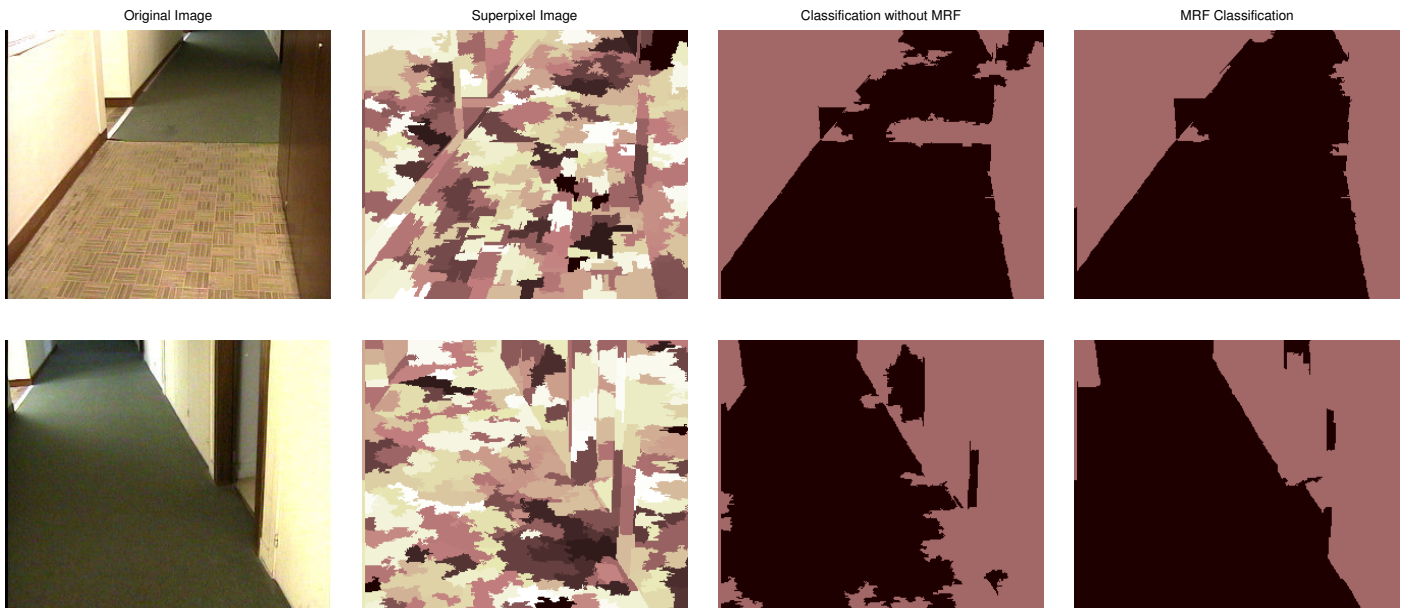 Original Image
Superpixel Image
Classification without MRF
MRF Classification